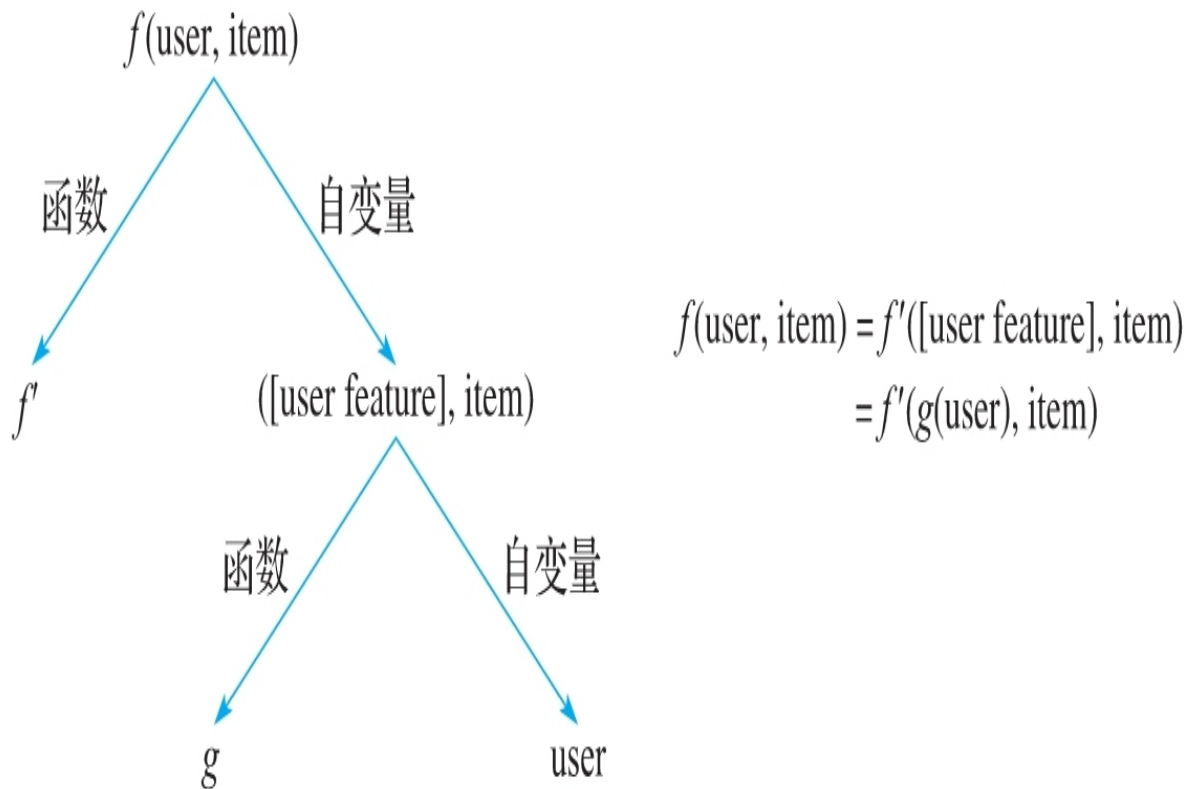 f(user, item)
函数
自变量
f(user, item) = f'([user feature], item)
f'
([user feature], item)
= f'(g(user), item)
函数
自变量
g
user